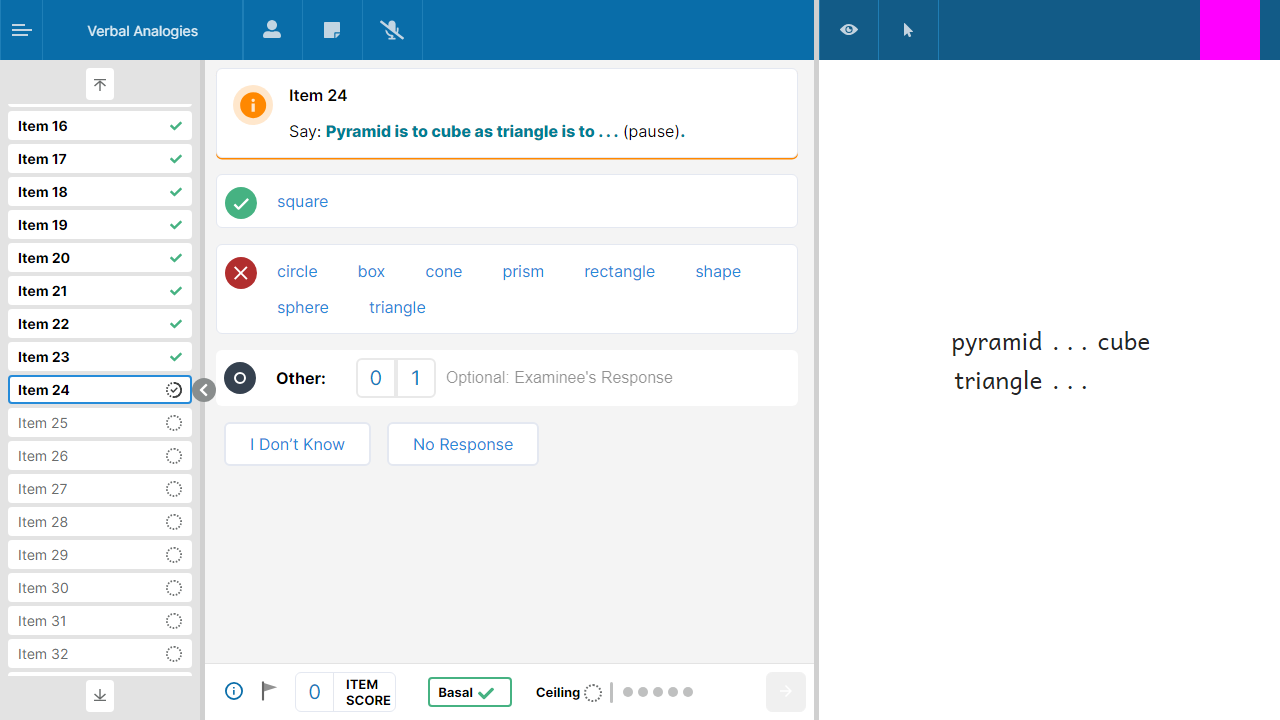 Verbal Analogies
Item 16
Item 17
Item 18
Item 19
Item 20
Item 21
Item 22
Item 23
Item 24
Item 25
Item 26
Item 27
Item 28
Item 29
Item 30
Item 31
Item 32
Item 24
Say: Pyramid is to cube as triangle is to . . . (pause).
square
circle box cone prism rectangle shape
sphere triangle
Other: 0 1 Optional: Examinee's Response
I Don’t Know No Response
0 ITEM SCORE Basal Ceiling
pyramid . . . cube
triangle . . .